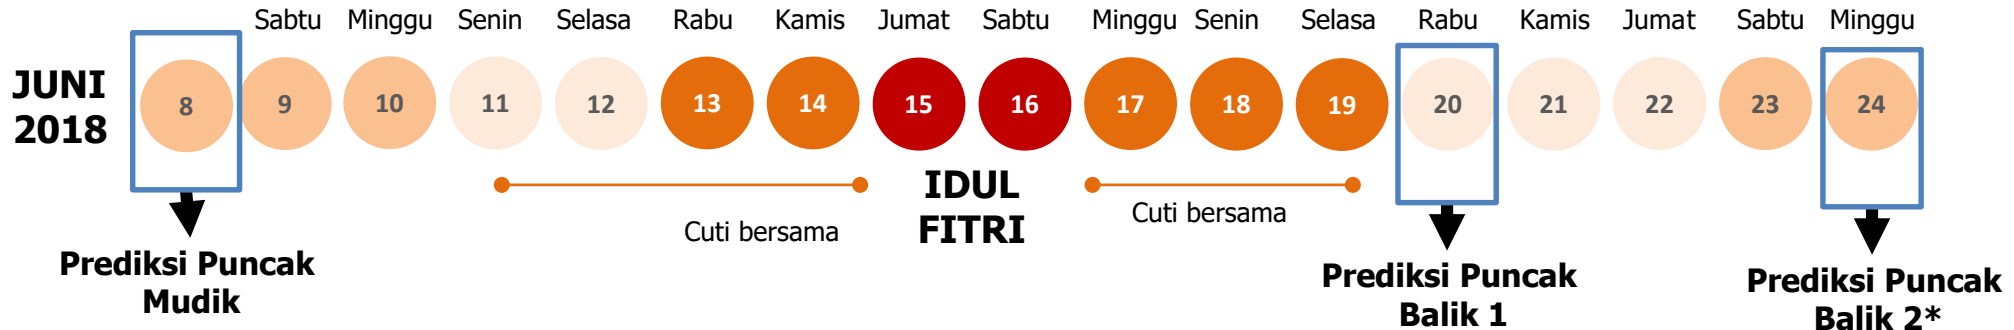 Sabtu Minggu Senin Selasa Rabu Kamis Jumat Sabtu Minggu Senin Selasa Rabu Kamis Jumat Sabtu Minggu
JUNI
2018
8 9 10 11 12 13 14 15 16 17 18 19 20 21 22 23 24
IDUL
FITRI
Cuti bersama
Cuti bersama
Prediksi Puncak
Mudik
Prediksi Puncak
Balik 1
Prediksi Puncak
Balik 2*